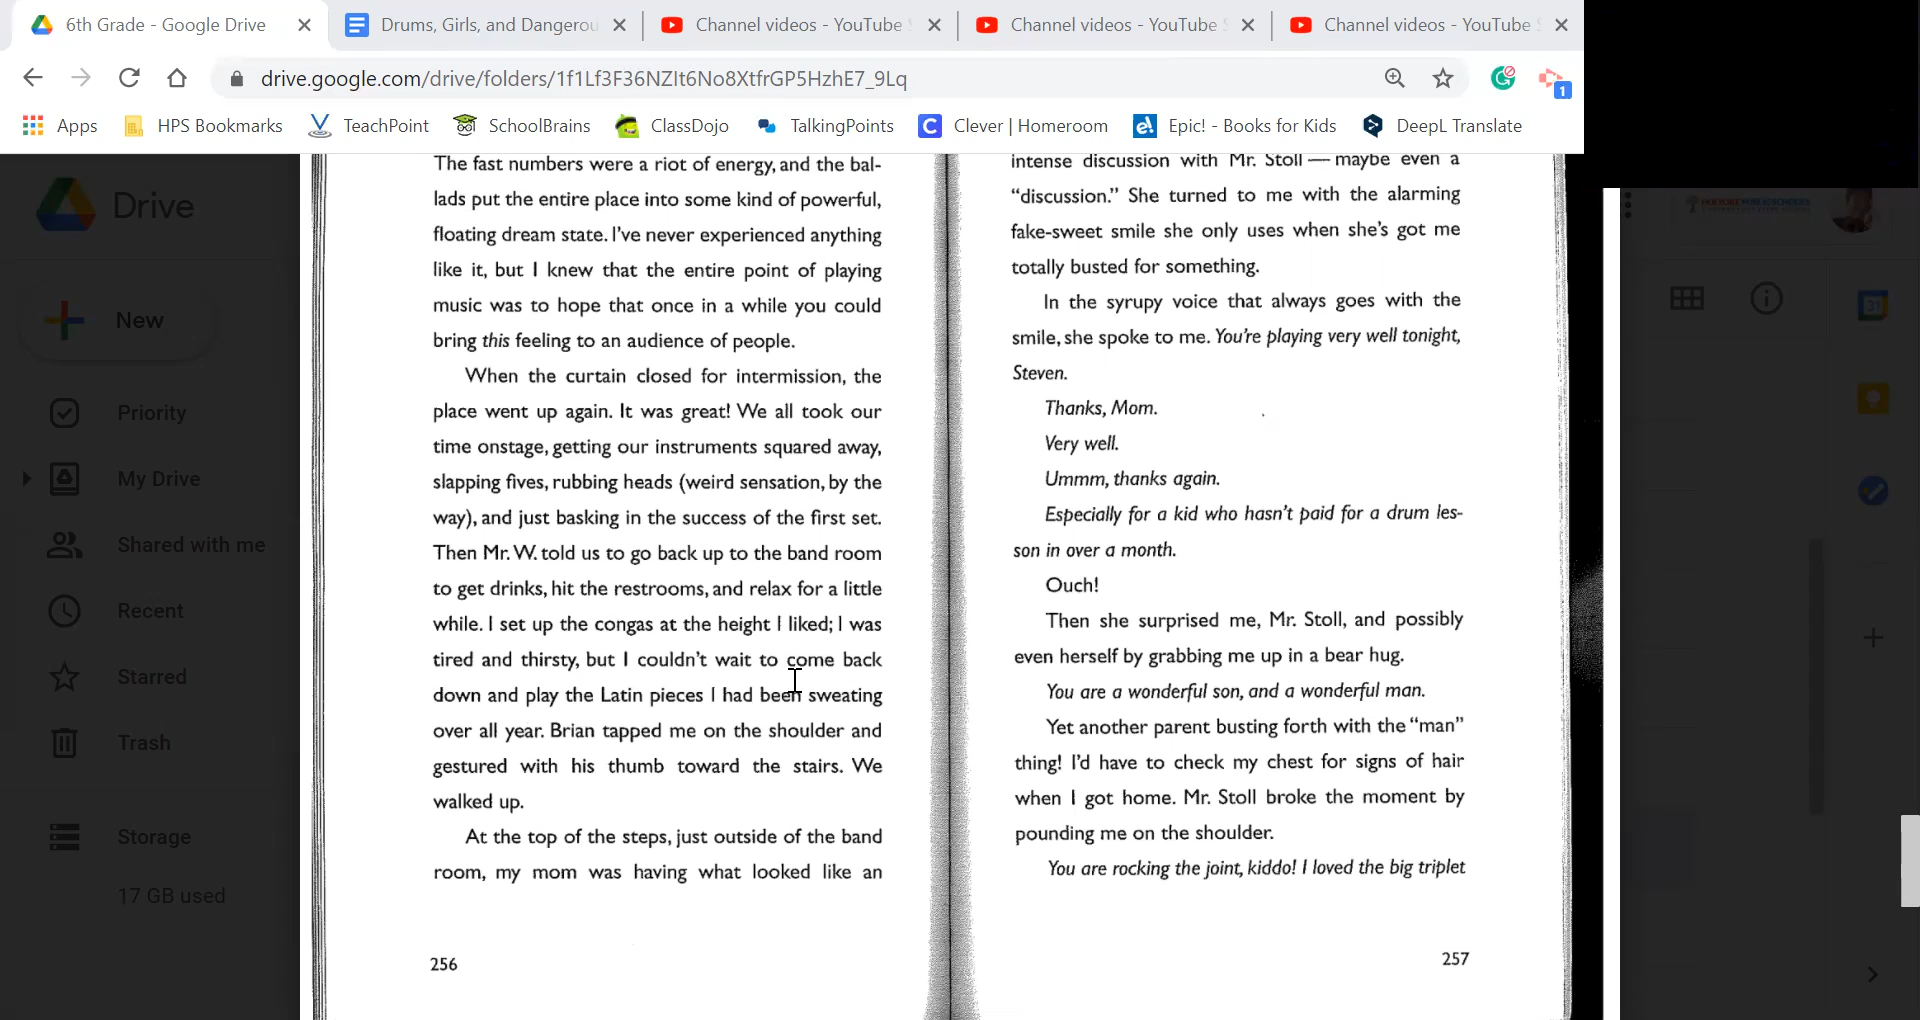 6th Grade - Google Drive
Drums, Girls, and Dangerou
Channel videos - YouTube S
Channel videos - YouTube S
Channel videos - YouTube S
drive.google.com/drive/folders/1f1Lf3F36NZIt6No8XtfrGP5HzhE7_9Lq
1
Apps
HPS Bookmarks
TeachPoint
SchoolBrains
ClassDojo
TalkingPoints
Clever | Homeroom
Epic! - Books for Kids
DeepL Translate
Drive
New
Priority
My Drive
Shared with me
Recent
Starred
Trash
Storage
17 GB used
31
The fast numbers were a riot of energy, and the bal-
lads put the entire place into some kind of powerful,
floating dream state. I've never experienced anything
like it, but I knew that the entire point of playing
music was to hope that once in a while you could
bring this feeling to an audience of people.
When the curtain closed for intermission, the
place went up again. It was great! We all took our
time onstage, getting our instruments squared away,
slapping fives, rubbing heads (weird sensation, by the
way), and just basking in the success of the first set.
Then Mr. W. told us to go back up to the band room
to get drinks, hit the restrooms, and relax for a little
while. I set up the congas at the height I liked; I was
tired and thirsty, but I couldn't wait to come back
down and play the Latin pieces I had been sweating
over all year. Brian tapped me on the shoulder and
gestured with his thumb toward the stairs. We
walked up.
At the top of the steps, just outside of the band
room, my mom was having what looked like an
256
intense discussion with Mr. Stoll — maybe even a
“discussion.” She turned to me with the alarming
fake-sweet smile she only uses when she's got me
totally busted for something.
In the syrupy voice that always goes with the
smile, she spoke to me. You're playing very well tonight,
Steven.
Thanks, Mom.
Very well.
Ummm, thanks again.
Especially for a kid who hasn't paid for a drum les-
son in over a month.
Ouch!
Then she surprised me, Mr. Stoll, and possibly
even herself by grabbing me up in a bear hug.
You are a wonderful son, and a wonderful man.
Yet another parent busting forth with the “man”
thing! I'd have to check my chest for signs of hair
when I got home. Mr. Stoll broke the moment by
pounding me on the shoulder.
You are rocking the joint, kiddo! I loved the big triplet
257